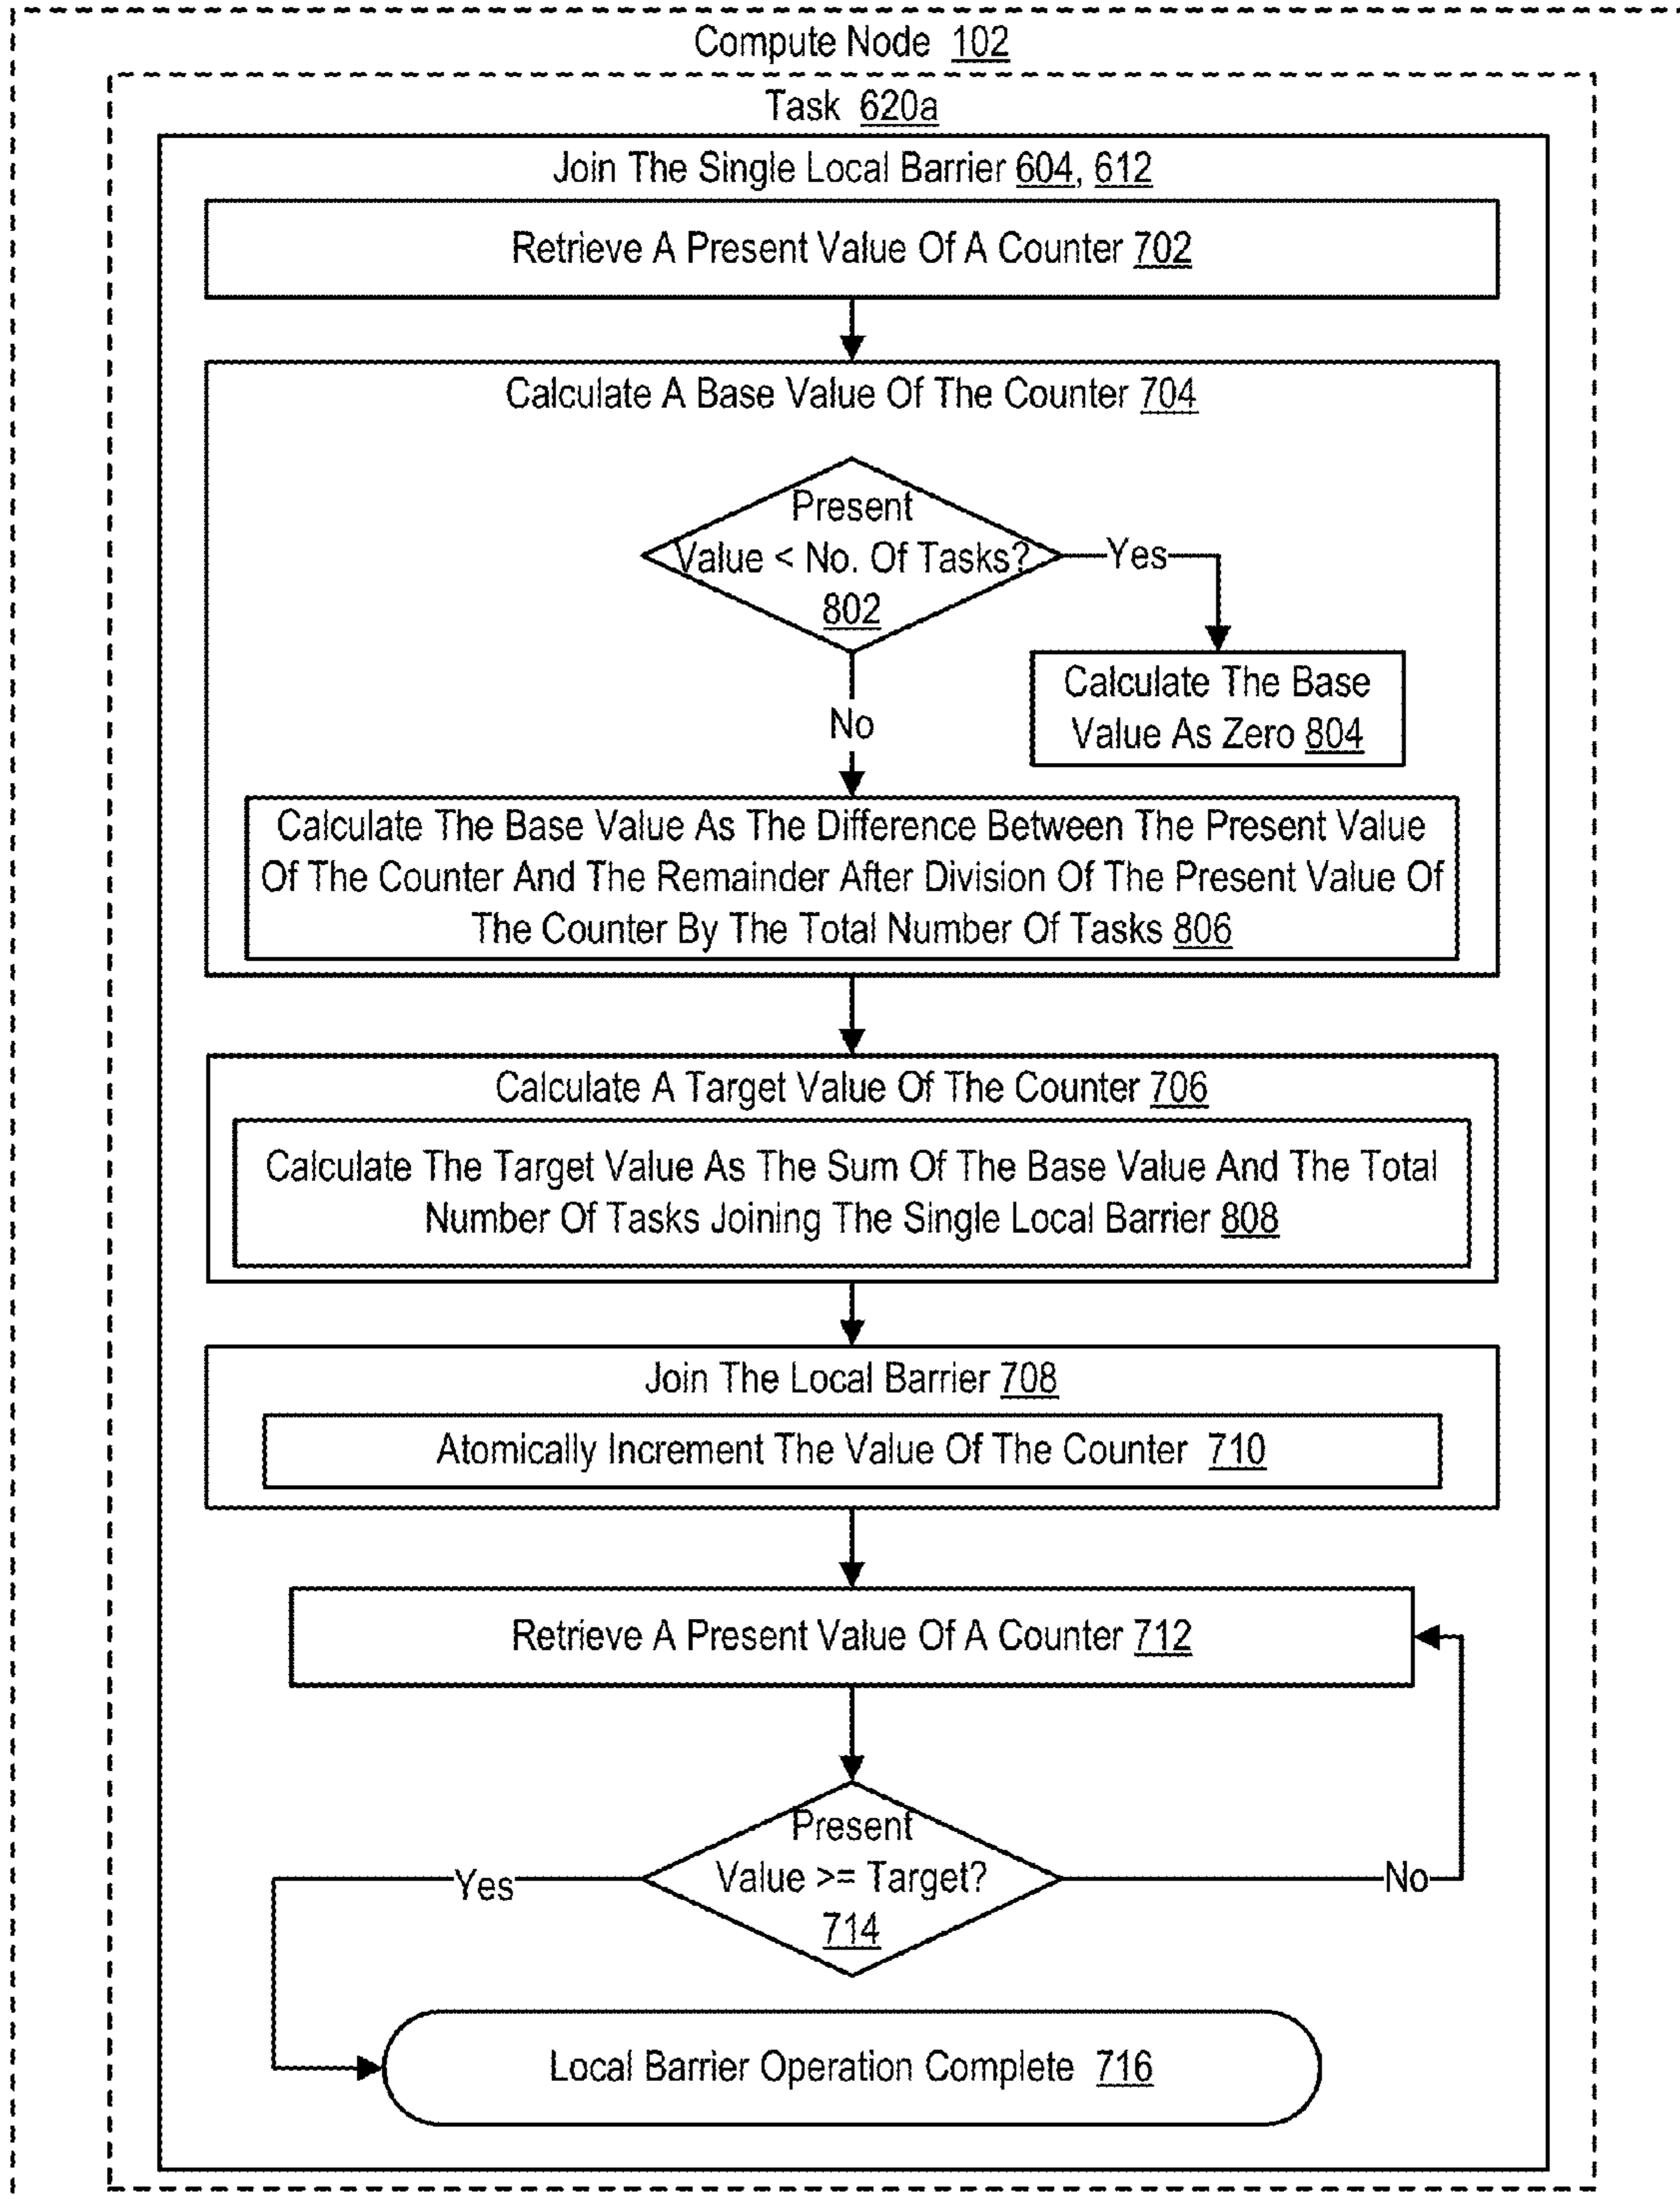 Compute Node 102
Task 620a
Join The Single Local Barrier 604, 612
Retrieve A Present Value Of A Counter 702
Calculate A Base Value Of The Counter 704
Present
Value < No. Of Tasks?
802
Yes
Calculate The Base
Value As Zero 804
No
Calculate The Base Value As The Difference Between The Present Value
Of The Counter And The Remainder After Division Of The Present Value Of
The Counter By The Total Number Of Tasks 806
Calculate A Target Value Of The Counter 706
Calculate The Target Value As The Sum Of The Base Value And The Total
Number Of Tasks Joining The Single Local Barrier 808
Join The Local Barrier 708
Atomically Increment The Value Of The Counter 710
Retrieve A Present Value Of A Counter 712
Present
Value >= Target?
714
Yes
No
Local Barrier Operation Complete 716